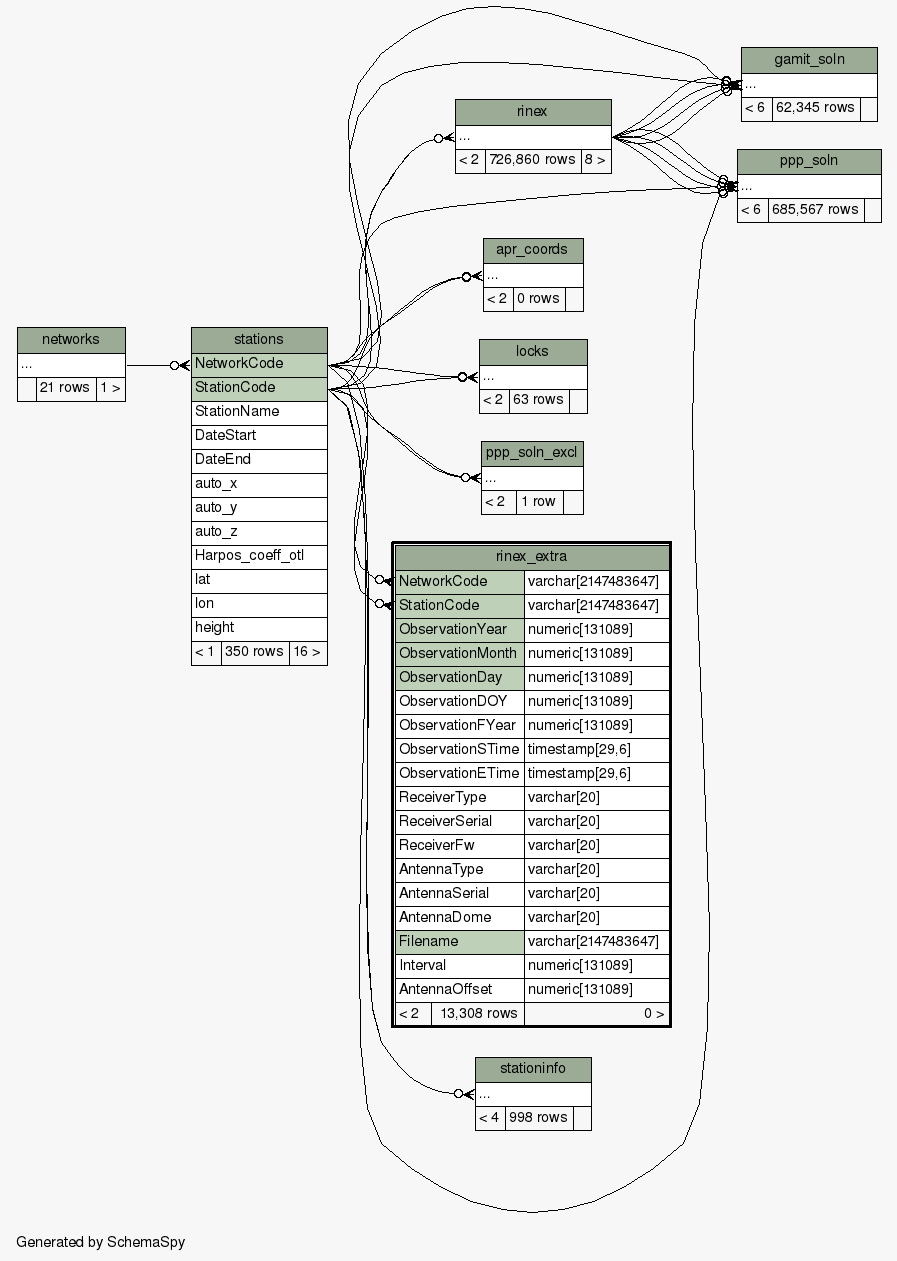 gamit_soln
...
< 6 62,345 rows
rinex
...
< 2 726,860 rows 8 >
ppp_soln
...
< 6 685,567 rows
apr_coords
...
< 2 0 rows
networks
...
21 rows 1 >
stations
NetworkCode
StationCode
StationName
DateStart
DateEnd
auto_x
auto_y
auto_z
Harpos_coeff_otl
lat
lon
height
< 1 350 rows 16 >
locks
...
< 2 63 rows
ppp_soln_excl
...
< 2 1 row
rinex_extra
NetworkCode varchar[2147483647]
StationCode varchar[2147483647]
ObservationYear numeric[131089]
ObservationMonth numeric[131089]
ObservationDay numeric[131089]
ObservationDOY numeric[131089]
ObservationFYear numeric[131089]
ObservationSTime timestamp[29,6]
ObservationETime timestamp[29,6]
ReceiverType varchar[20]
ReceiverSerial varchar[20]
ReceiverFw varchar[20]
AntennaType varchar[20]
AntennaSerial varchar[20]
AntennaDome varchar[20]
Filename varchar[2147483647]
Interval numeric[131089]
AntennaOffset numeric[131089]
< 2 13,308 rows 0 >
stationinfo
...
< 4 998 rows
Generated by SchemaSpy